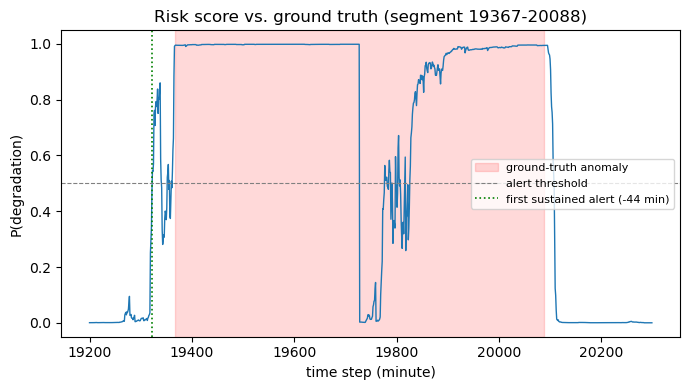 Risk score vs. ground truth (segment 19367-20088)
P(degradation)
1.0
0.8
0.6
0.4
0.2
0.0
ground-truth anomaly
alert threshold
first sustained alert (-44 min)
19200 19400 19600 19800 20000 20200
time step (minute)